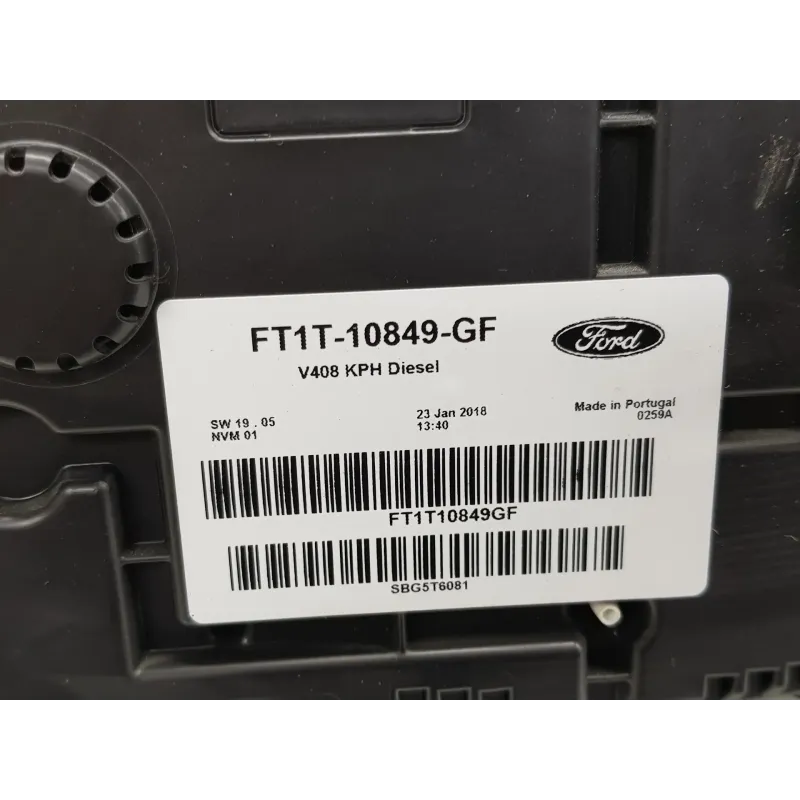 FT1T-10849-GF
Ford
V408 KPH Diesel
SW 19 . 05
NVM 01
23 Jan 2018
13:40
Made in Portugal
0259A
FT1T10849GF
SBG5T6081